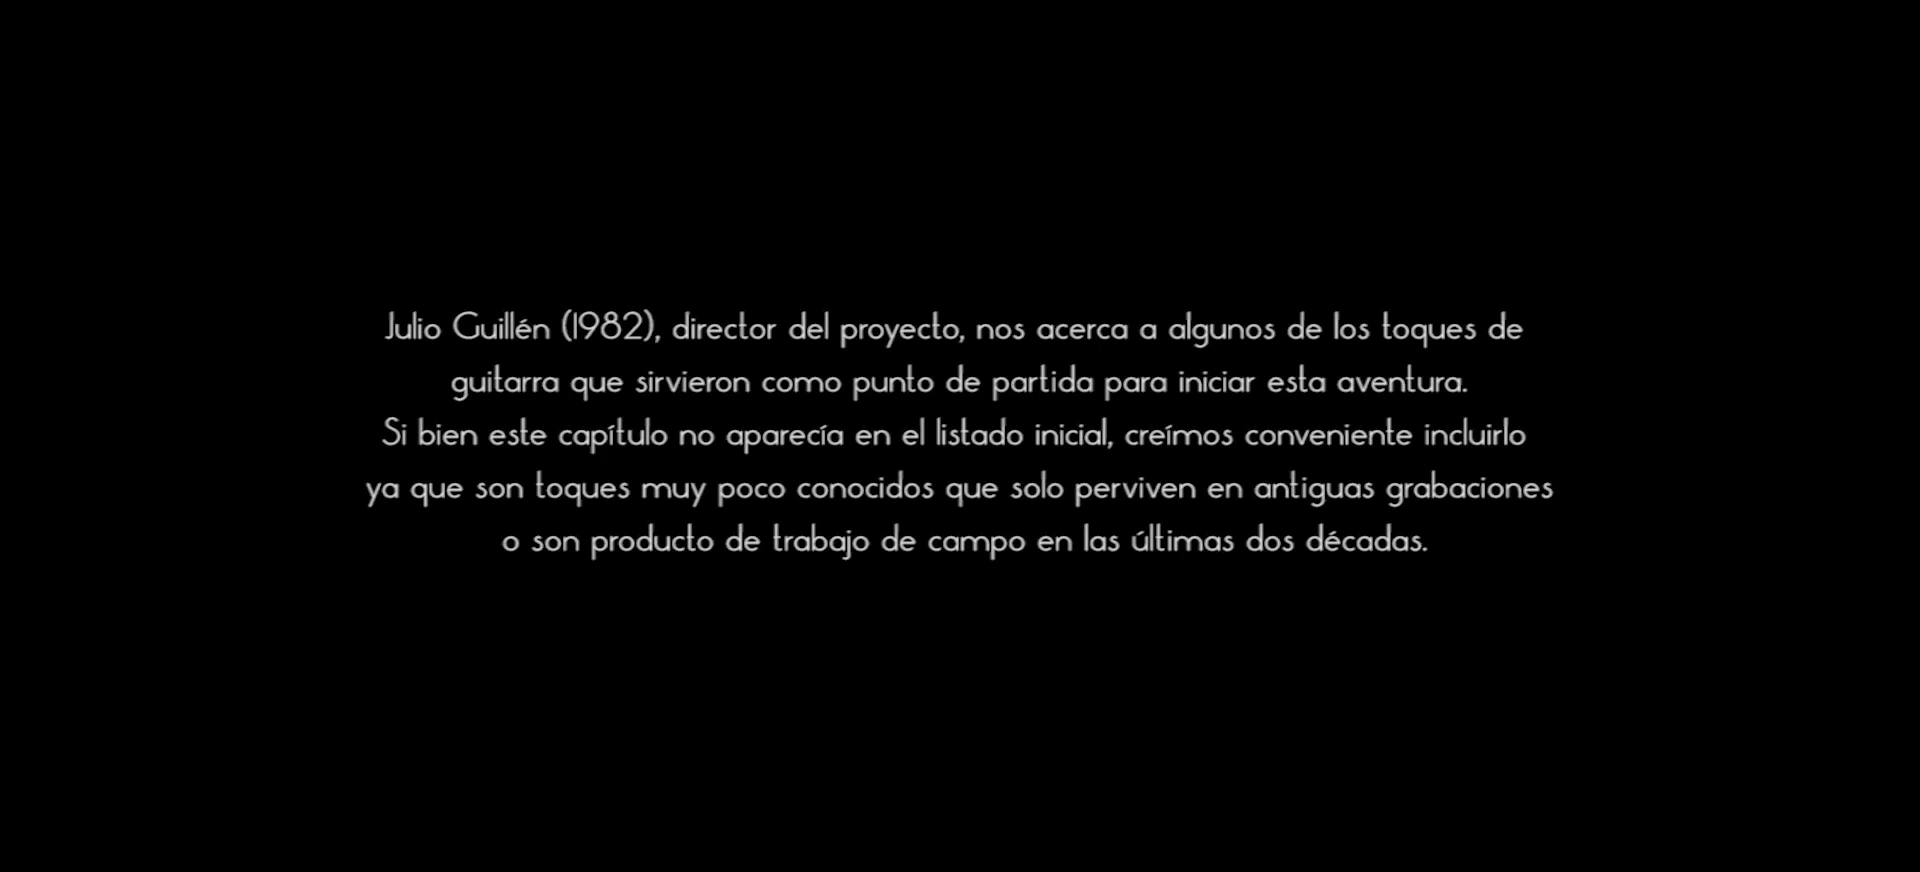 Julio Guillén (1982), director del proyecto, nos acerca a algunos de los toques de
guitarra que sirvieron como punto de partida para iniciar esta aventura.
Si bien este capítulo no aparecía en el listado inicial, creímos conveniente incluirlo
ya que son toques muy poco conocidos que solo perviven en antiguas grabaciones
o son producto de trabajo de campo en las últimas dos décadas.